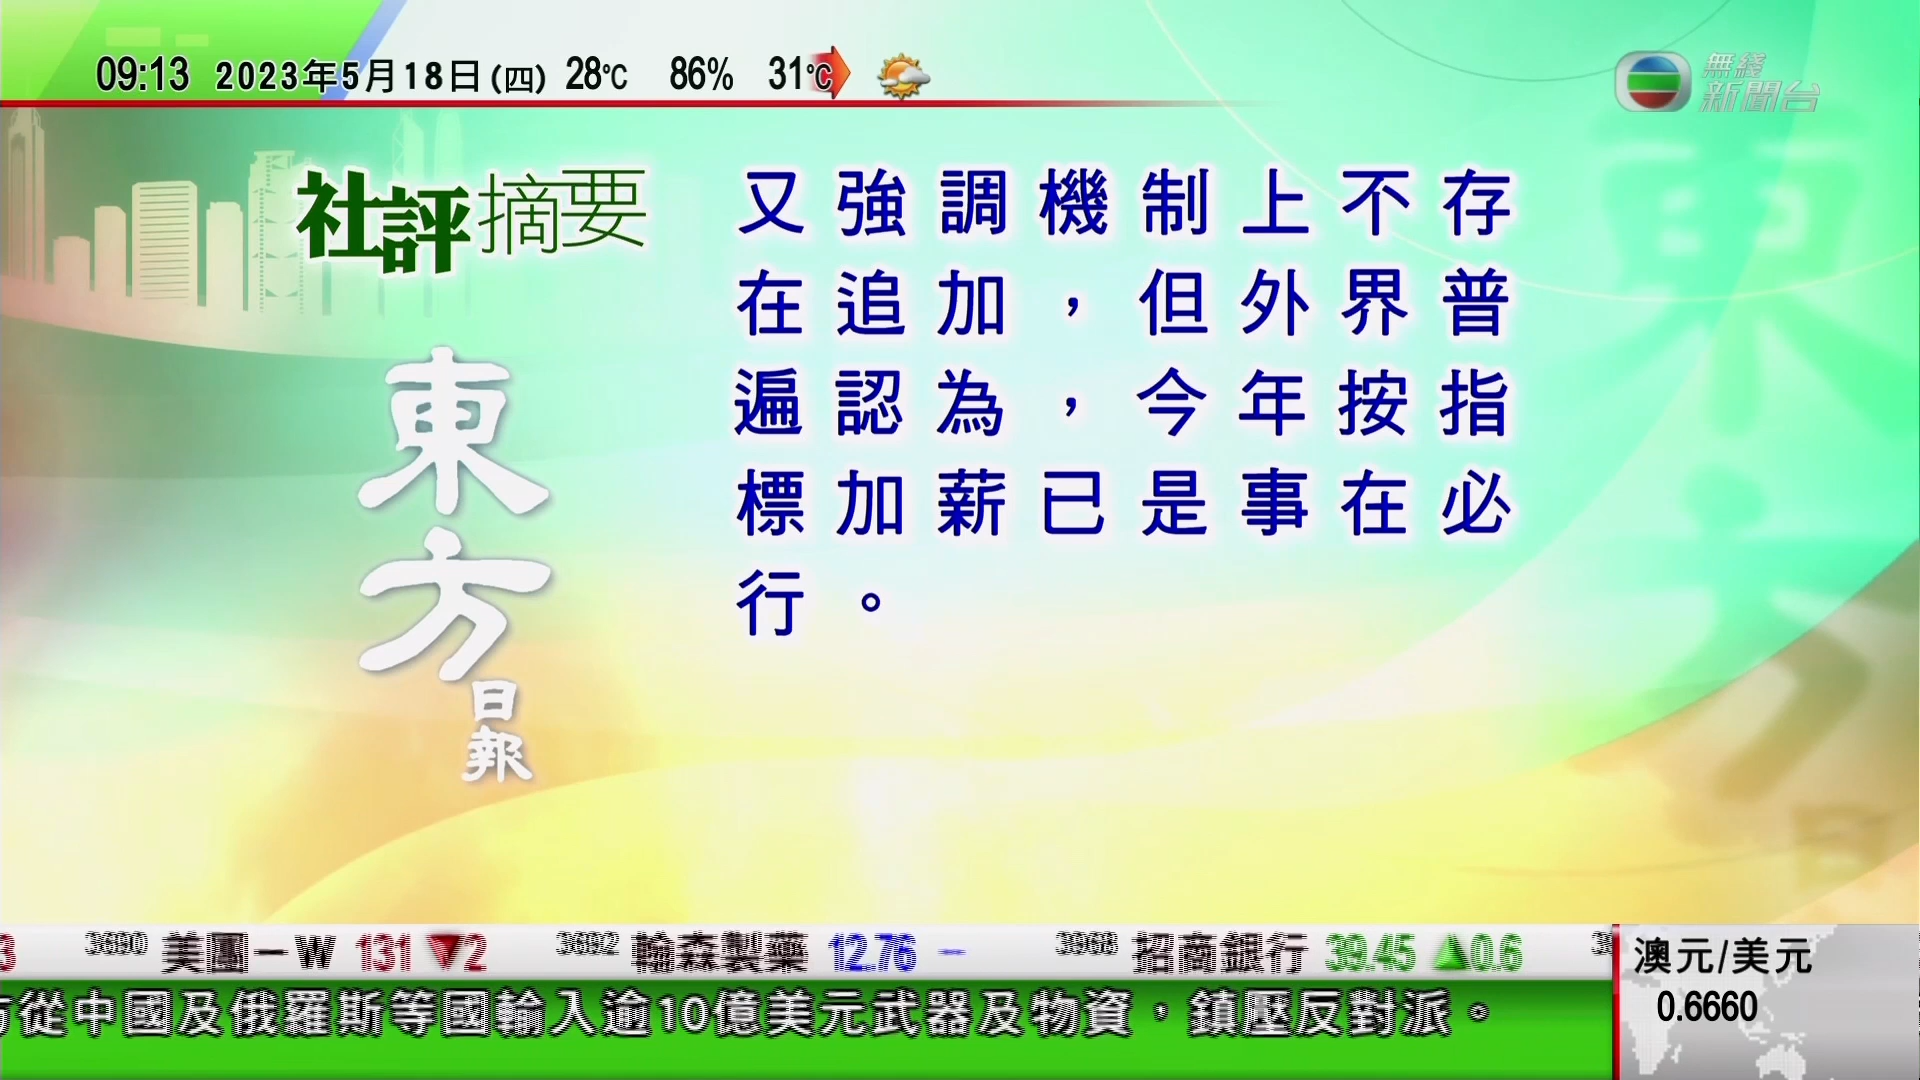 09:13 2023年5月18日(四) 28℃ 86% 31℃
無綫
新聞台
社評摘要
東方日報
又強調機制上不存
在追加，但外界普
遍認為，今年按指
標加薪已是事在必
行。
3 3690 美團－W 131 ▼2 3692 翰森製藥 12.76 － 3968 招商銀行 39.45 ▲0.6
從中國及俄羅斯等國輸入逾10億美元武器及物資，鎮壓反對派。
澳元/美元
0.6660